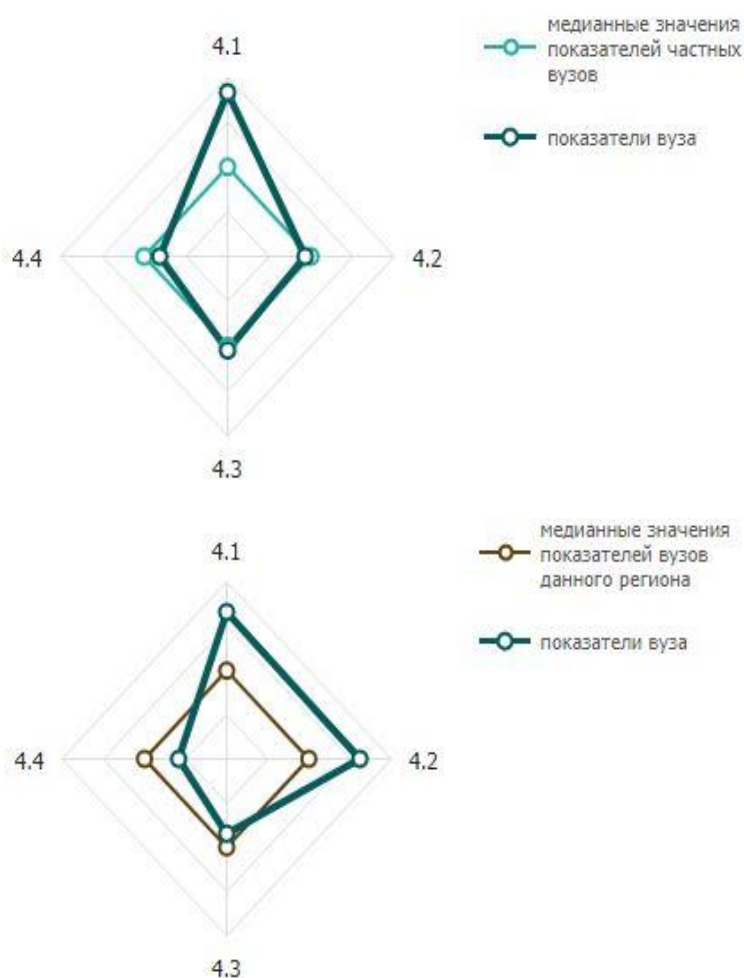 4.1
медианные значения
показателей частных
вузов
показатели вуза
4.4
4.2
4.3
4.1
медианные значения
показателей вузов
данного региона
показатели вуза
4.4
4.2
4.3